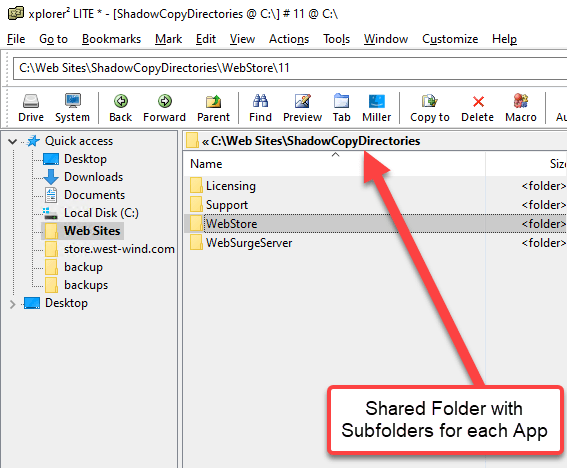 xplorer² LITE * - [ShadowCopyDirectories @ C:\] # 11 @ C:\
File Go to Bookmarks Mark Edit Actions Tools Window Customize Help
C:\Web Sites\ShadowCopyDirectories\WebStore\11
Drive System Back Forward Parent Find Preview Tab Miller Copy to Delete Macro
Quick access
Desktop
Downloads
Documents
Local Disk (C:)
Web Sites
store.west-wind.com
backup
backups
Desktop
« C:\Web Sites\ShadowCopyDirectories
Name
Licensing <folder>
Support <folder>
WebStore <folder>
WebSurgeServer <folder>
Shared Folder with
Subfolders for each App